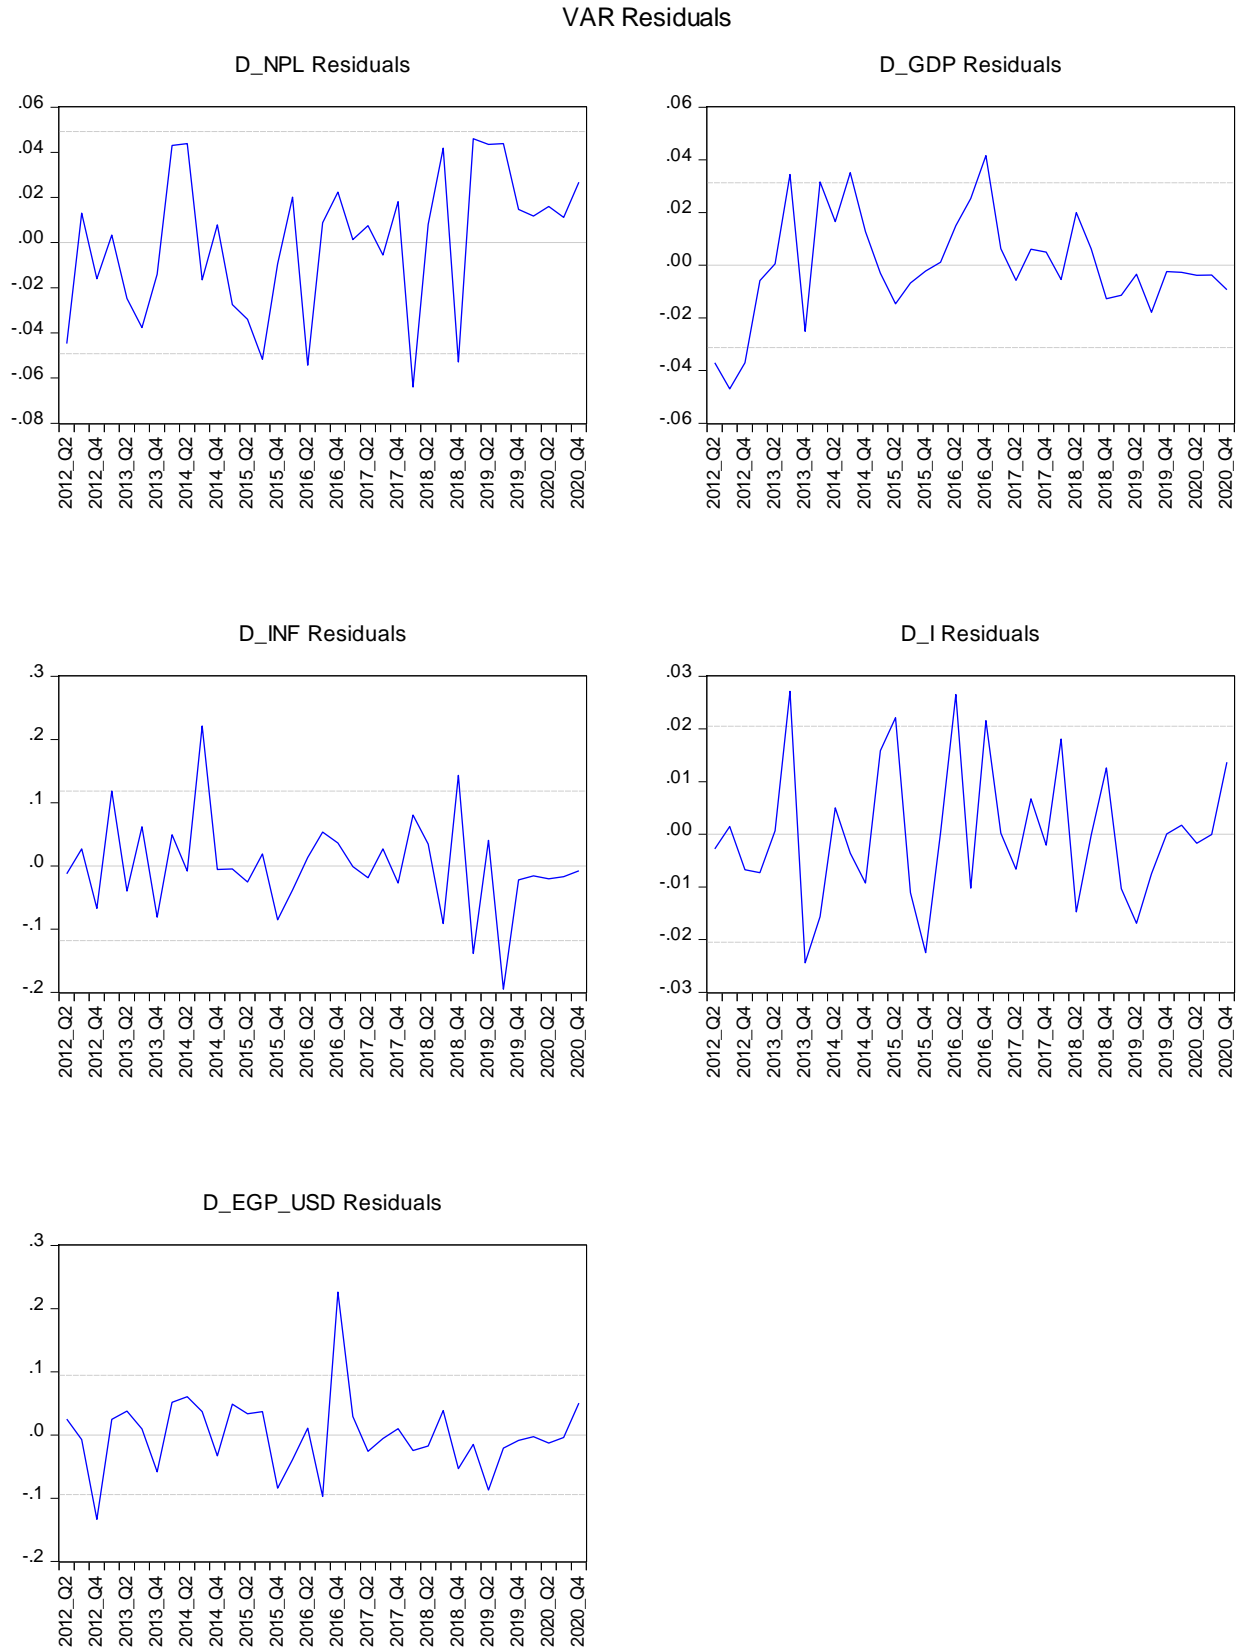 VAR Residuals
D_NPL Residuals
.06
.04
.02
.00
-.02
-.04
-.06
-.08
2012_Q2
2012_Q4
2013_Q2
2013_Q4
2014_Q2
2014_Q4
2015_Q2
2015_Q4
2016_Q2
2016_Q4
2017_Q2
2017_Q4
2018_Q2
2018_Q4
2019_Q2
2019_Q4
2020_Q2
2020_Q4
D_GDP Residuals
.06
.04
.02
.00
-.02
-.04
-.06
2012_Q2
2012_Q4
2013_Q2
2013_Q4
2014_Q2
2014_Q4
2015_Q2
2015_Q4
2016_Q2
2016_Q4
2017_Q2
2017_Q4
2018_Q2
2018_Q4
2019_Q2
2019_Q4
2020_Q2
2020_Q4
D_INF Residuals
.3
.2
.1
.0
-.1
-.2
2012_Q2
2012_Q4
2013_Q2
2013_Q4
2014_Q2
2014_Q4
2015_Q2
2015_Q4
2016_Q2
2016_Q4
2017_Q2
2017_Q4
2018_Q2
2018_Q4
2019_Q2
2019_Q4
2020_Q2
2020_Q4
D_I Residuals
.03
.02
.01
.00
-.01
-.02
-.03
2012_Q2
2012_Q4
2013_Q2
2013_Q4
2014_Q2
2014_Q4
2015_Q2
2015_Q4
2016_Q2
2016_Q4
2017_Q2
2017_Q4
2018_Q2
2018_Q4
2019_Q2
2019_Q4
2020_Q2
2020_Q4
D_EGP_USD Residuals
.3
.2
.1
.0
-.1
-.2
2012_Q2
2012_Q4
2013_Q2
2013_Q4
2014_Q2
2014_Q4
2015_Q2
2015_Q4
2016_Q2
2016_Q4
2017_Q2
2017_Q4
2018_Q2
2018_Q4
2019_Q2
2019_Q4
2020_Q2
2020_Q4